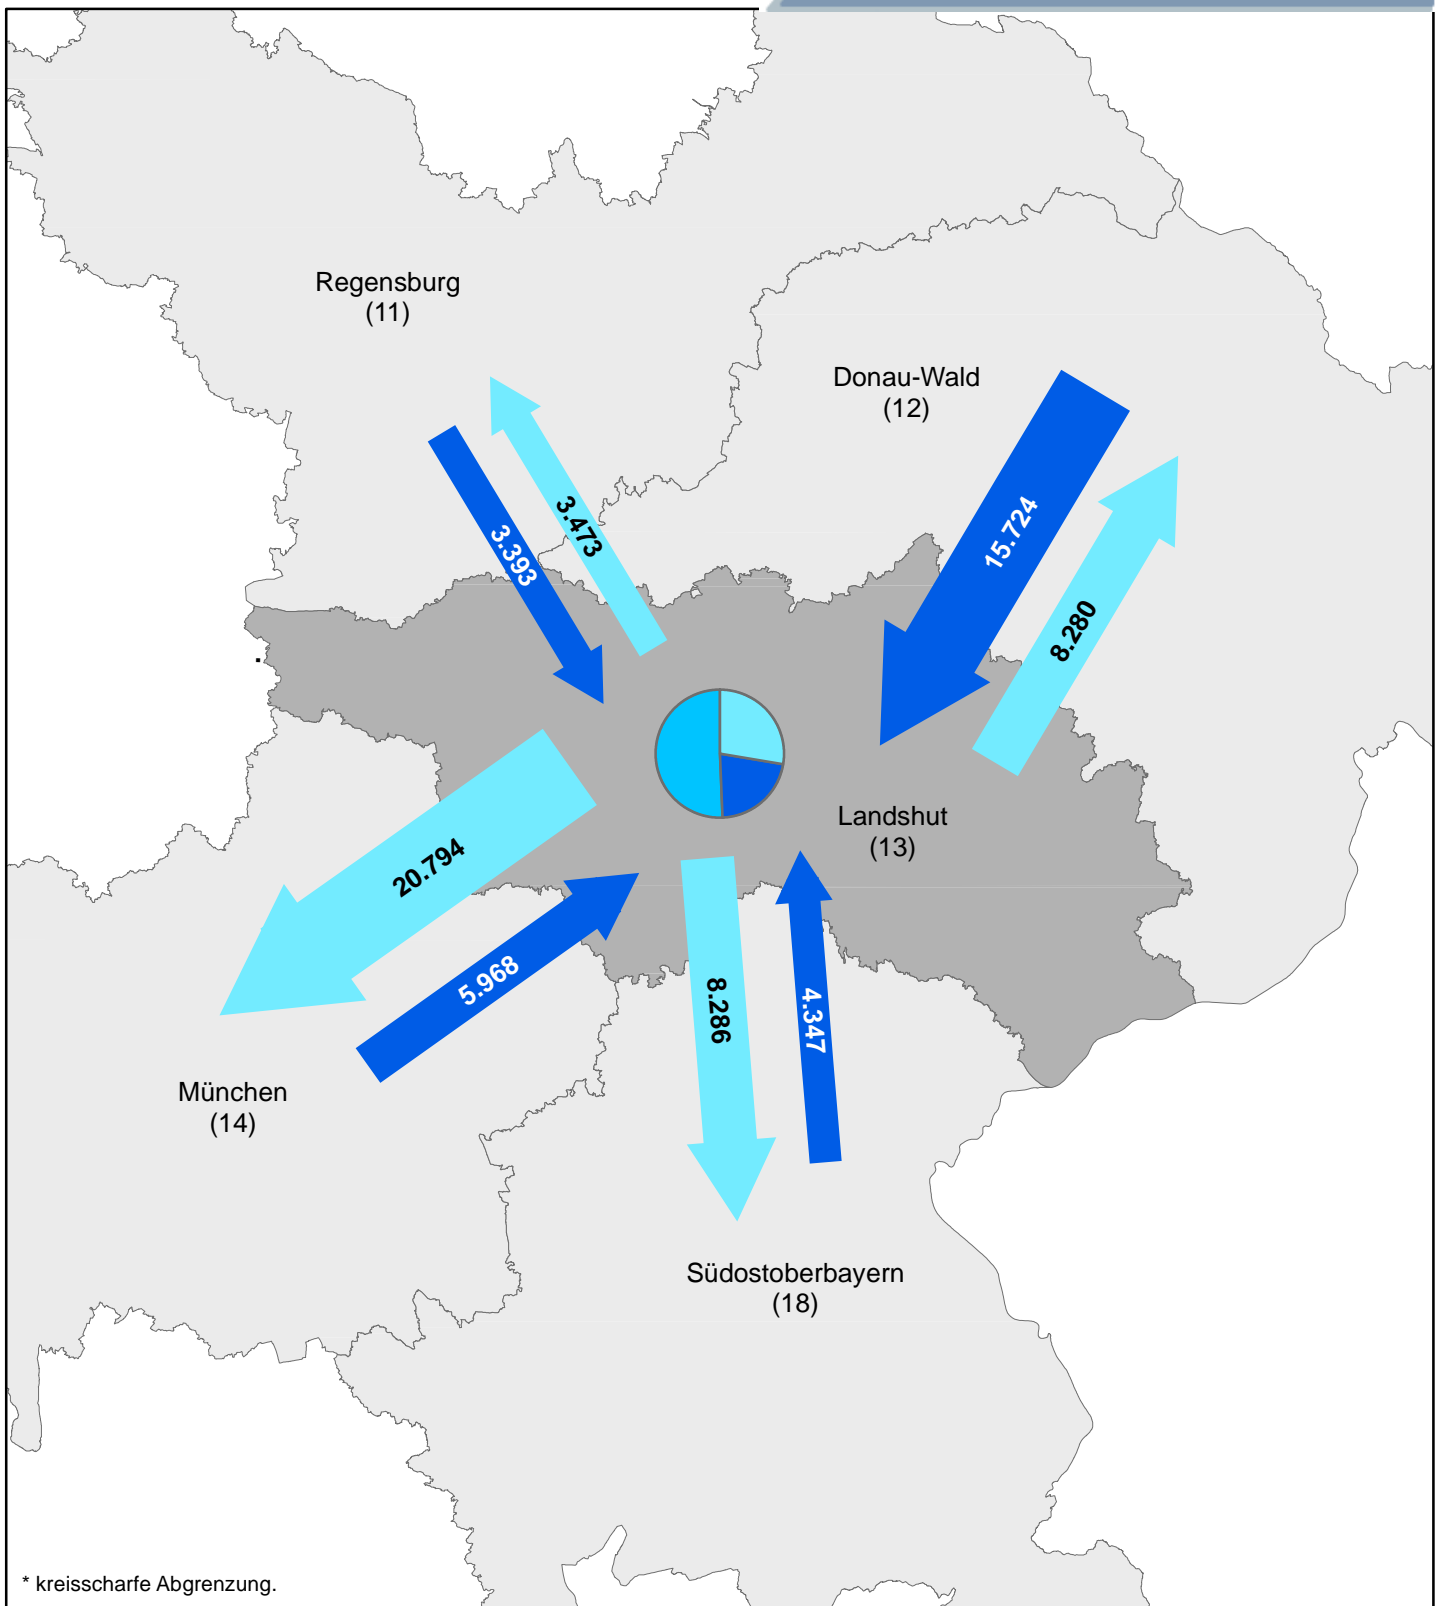 Regensburg
(11)
Donau-Wald
(12)
3.473
3.393
15.724
8.280
Landshut
(13)
20.794
5.968
8.286
4.347
München
(14)
Südostoberbayern
(18)
* kreisscharfe Abgrenzung.